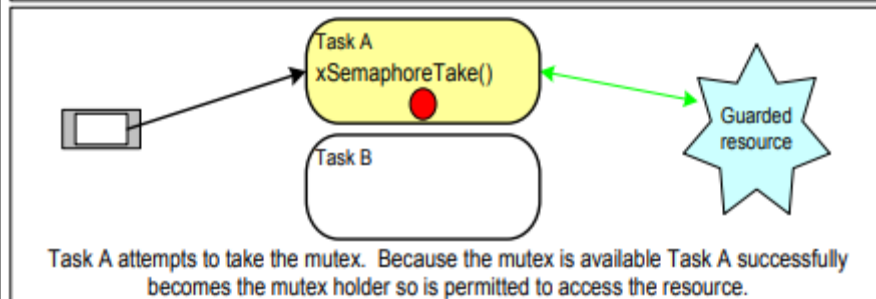 Task A
xSemaphoreTake()
Guarded
resource
Task B
Task A attempts to take the mutex. Because the mutex is available Task A successfully
becomes the mutex holder so is permitted to access the resource.